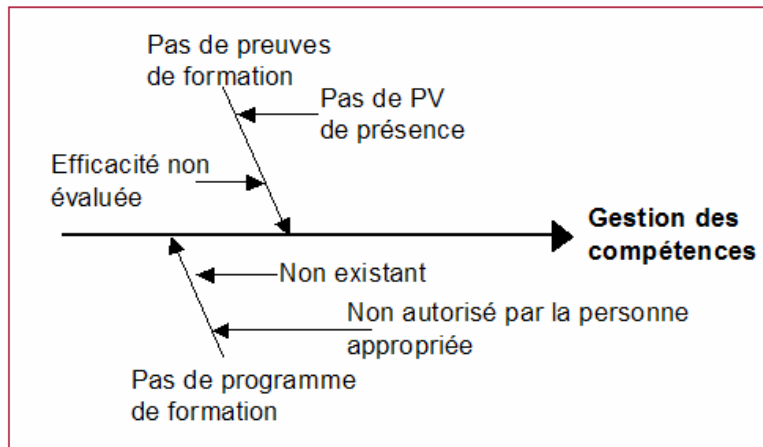 Pas de preuves
de formation
Pas de PV
de présence
Efficacité non
évaluée
Gestion des
compétences
Non existant
Non autorisé par la personne
appropriée
Pas de programme
de formation